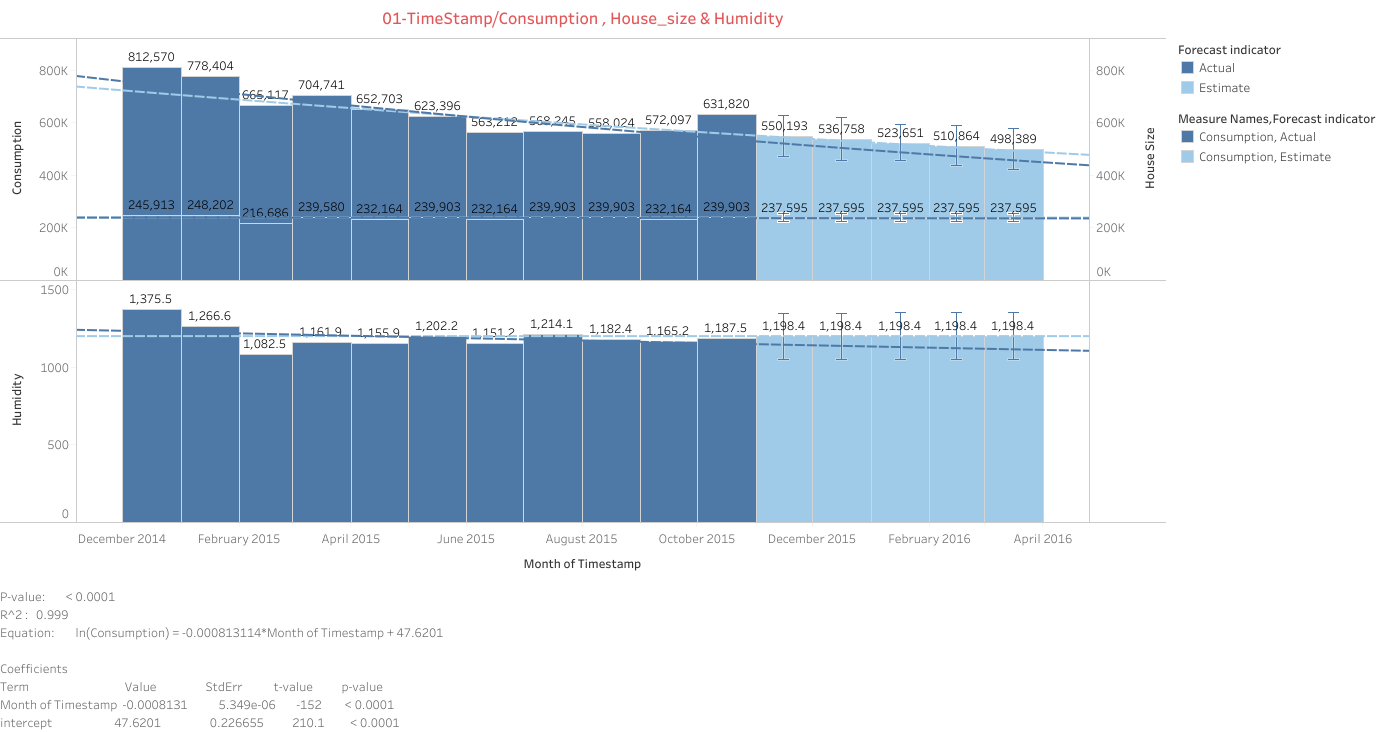 01-TimeStamp/Consumption , House_size & Humidity
Forecast indicator
Actual
Estimate
Measure Names,Forecast indicator
Consumption, Actual
Consumption, Estimate
Consumption
800K
600K
400K
200K
0K
812,570
778,404
665,117
704,741
652,703
623,396
563,212
568,245
558,024
572,097
631,820
550,193
536,758
523,651
510,864
498,389
245,913
248,202
216,686
239,580
232,164
239,903
232,164
239,903
239,903
232,164
239,903
237,595
237,595
237,595
237,595
237,595
House Size
800K
600K
400K
200K
0K
Humidity
1500
1000
500
0
1,375.5
1,266.6
1,082.5
1,161.9
1,155.9
1,202.2
1,151.2
1,214.1
1,182.4
1,165.2
1,187.5
1,198.4
1,198.4
1,198.4
1,198.4
1,198.4
December 2014
February 2015
April 2015
June 2015
August 2015
October 2015
December 2015
February 2016
April 2016
Month of Timestamp
P-value: < 0.0001
R^2 : 0.999
Equation: ln(Consumption) = -0.000813114*Month of Timestamp + 47.6201
Coefficients
Term Value StdErr t-value p-value
Month of Timestamp -0.0008131 5.349e-06 -152 < 0.0001
intercept 47.6201 0.226655 210.1 < 0.0001